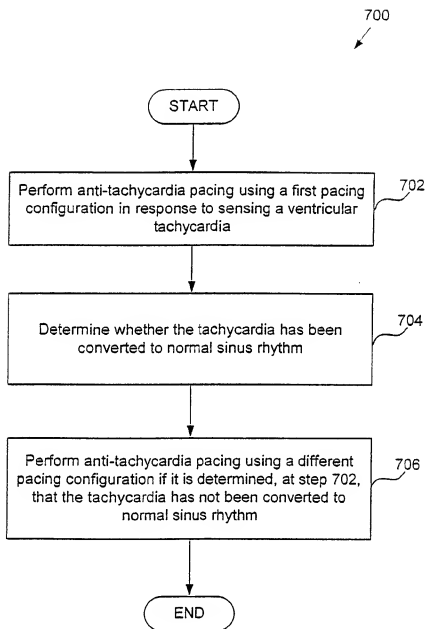 700
START
Perform anti-tachycardia pacing using a first pacing
configuration in response to sensing a ventricular
tachycardia
702
Determine whether the tachycardia has been
converted to normal sinus rhythm
704
Perform anti-tachycardia pacing using a different
pacing configuration if it is determined, at step 702,
that the tachycardia has not been converted to
normal sinus rhythm
706
END